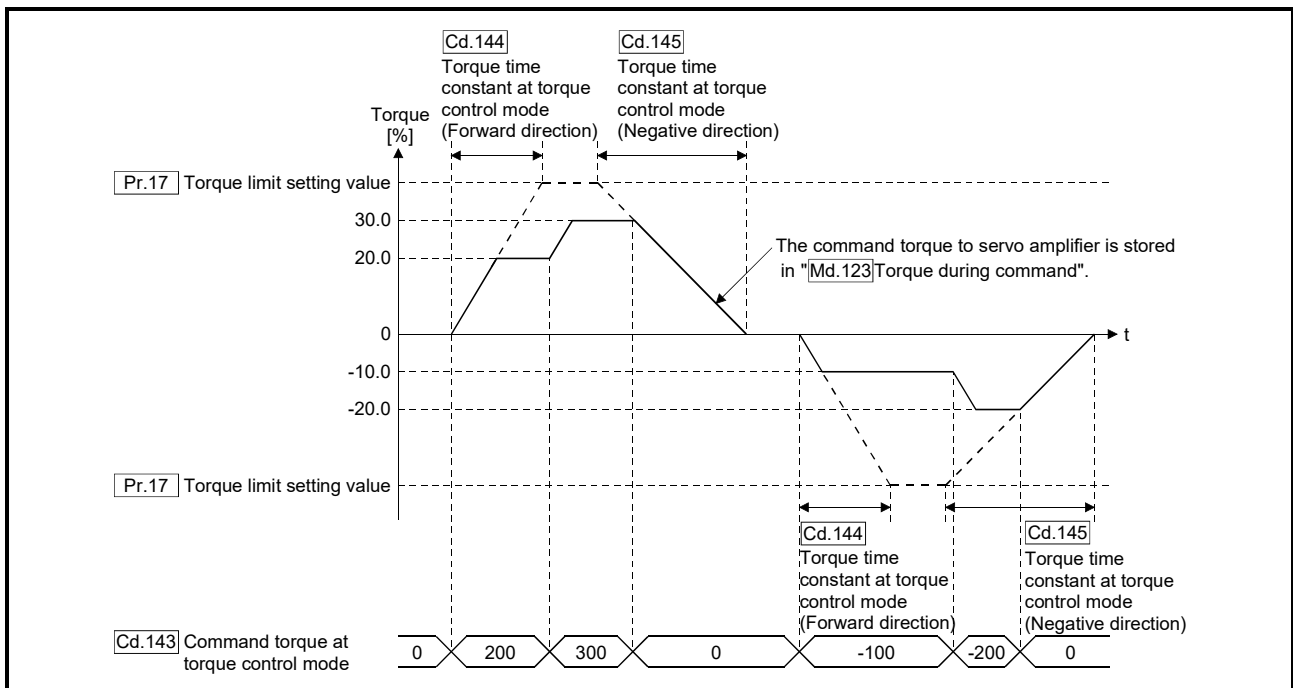 Cd.144
Torque time
constant at torque
control mode
(Forward direction)
Cd.145
Torque time
constant at torque
control mode
(Negative direction)
Torque
[%]
Pr.17 Torque limit setting value
30.0
20.0
The command torque to servo amplifier is stored
in "Md.123 Torque during command".
0
t
-10.0
-20.0
Pr.17 Torque limit setting value
Cd.144
Torque time
constant at torque
control mode
(Forward direction)
Cd.145
Torque time
constant at torque
control mode
(Negative direction)
Cd.143 Command torque at
torque control mode
0 200 300 0 -100 -200 0